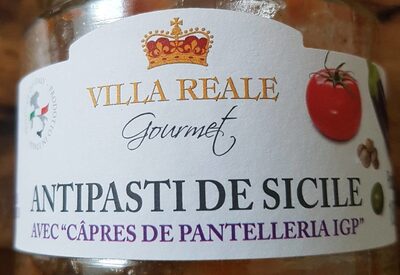 VILLA REALE
Gourmet
ANTIPASTI DE SICILE
AVEC “CÂPRES DE PANTELLERIA IGP”